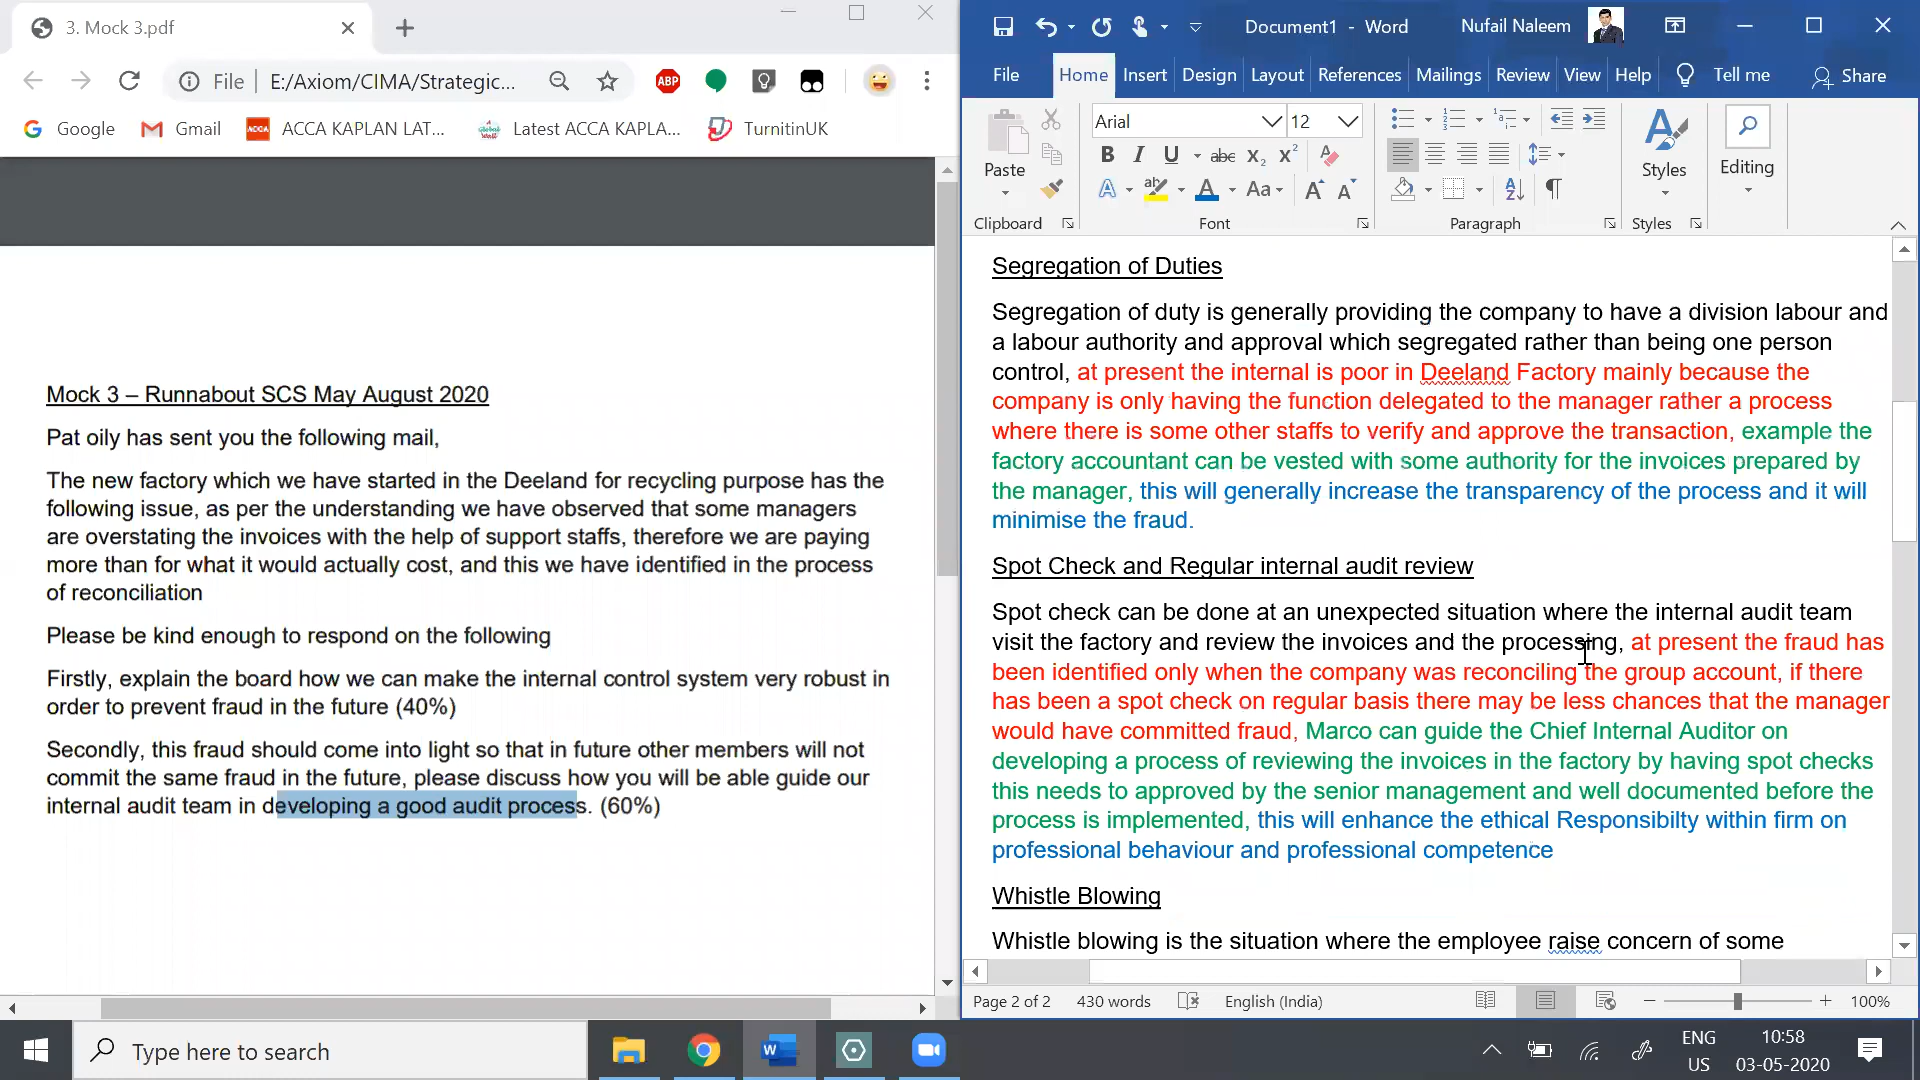 3. Mock 3.pdf
File
E:/Axiom/CIMA/Strategic...
ABP
Google
Gmail
ACCA
ACCA KAPLAN LAT...
Latest ACCA KAPLA...
TurnitinUK
Mock 3 – Runnabout SCS May August 2020
Pat oily has sent you the following mail,
The new factory which we have started in the Deeland for recycling purpose has the
following issue, as per the understanding we have observed that some managers
are overstating the invoices with the help of support staffs, therefore we are paying
more than for what it would actually cost, and this we have identified in the process
of reconciliation
Please be kind enough to respond on the following
Firstly, explain the board how we can make the internal control system very robust in
order to prevent fraud in the future (40%)
Secondly, this fraud should come into light so that in future other members will not
commit the same fraud in the future, please discuss how you will be able guide our
internal audit team in developing a good audit process. (60%)
Document1 - Word
Nufail Naleem
File
Home
Insert
Design
Layout
References
Mailings
Review
View
Help
Tell me
Share
Paste
Clipboard
Arial
12
Font
Paragraph
Styles
Styles
Editing
Segregation of Duties
Segregation of duty is generally providing the company to have a division labour and
a labour authority and approval which segregated rather than being one person
control, at present the internal is poor in Deeland Factory mainly because the
company is only having the function delegated to the manager rather a process
where there is some other staffs to verify and approve the transaction, example the
factory accountant can be vested with some authority for the invoices prepared by
the manager, this will generally increase the transparency of the process and it will
minimise the fraud.
Spot Check and Regular internal audit review
Spot check can be done at an unexpected situation where the internal audit team
visit the factory and review the invoices and the processing, at present the fraud has
been identified only when the company was reconciling the group account, if there
has been a spot check on regular basis there may be less chances that the manager
would have committed fraud, Marco can guide the Chief Internal Auditor on
developing a process of reviewing the invoices in the factory by having spot checks
this needs to approved by the senior management and well documented before the
process is implemented, this will enhance the ethical Responsibilty within firm on
professional behaviour and professional competence
Whistle Blowing
Whistle blowing is the situation where the employee raise concern of some
Page 2 of 2
430 words
English (India)
100%
Type here to search
ENG
US
10:58
03-05-2020